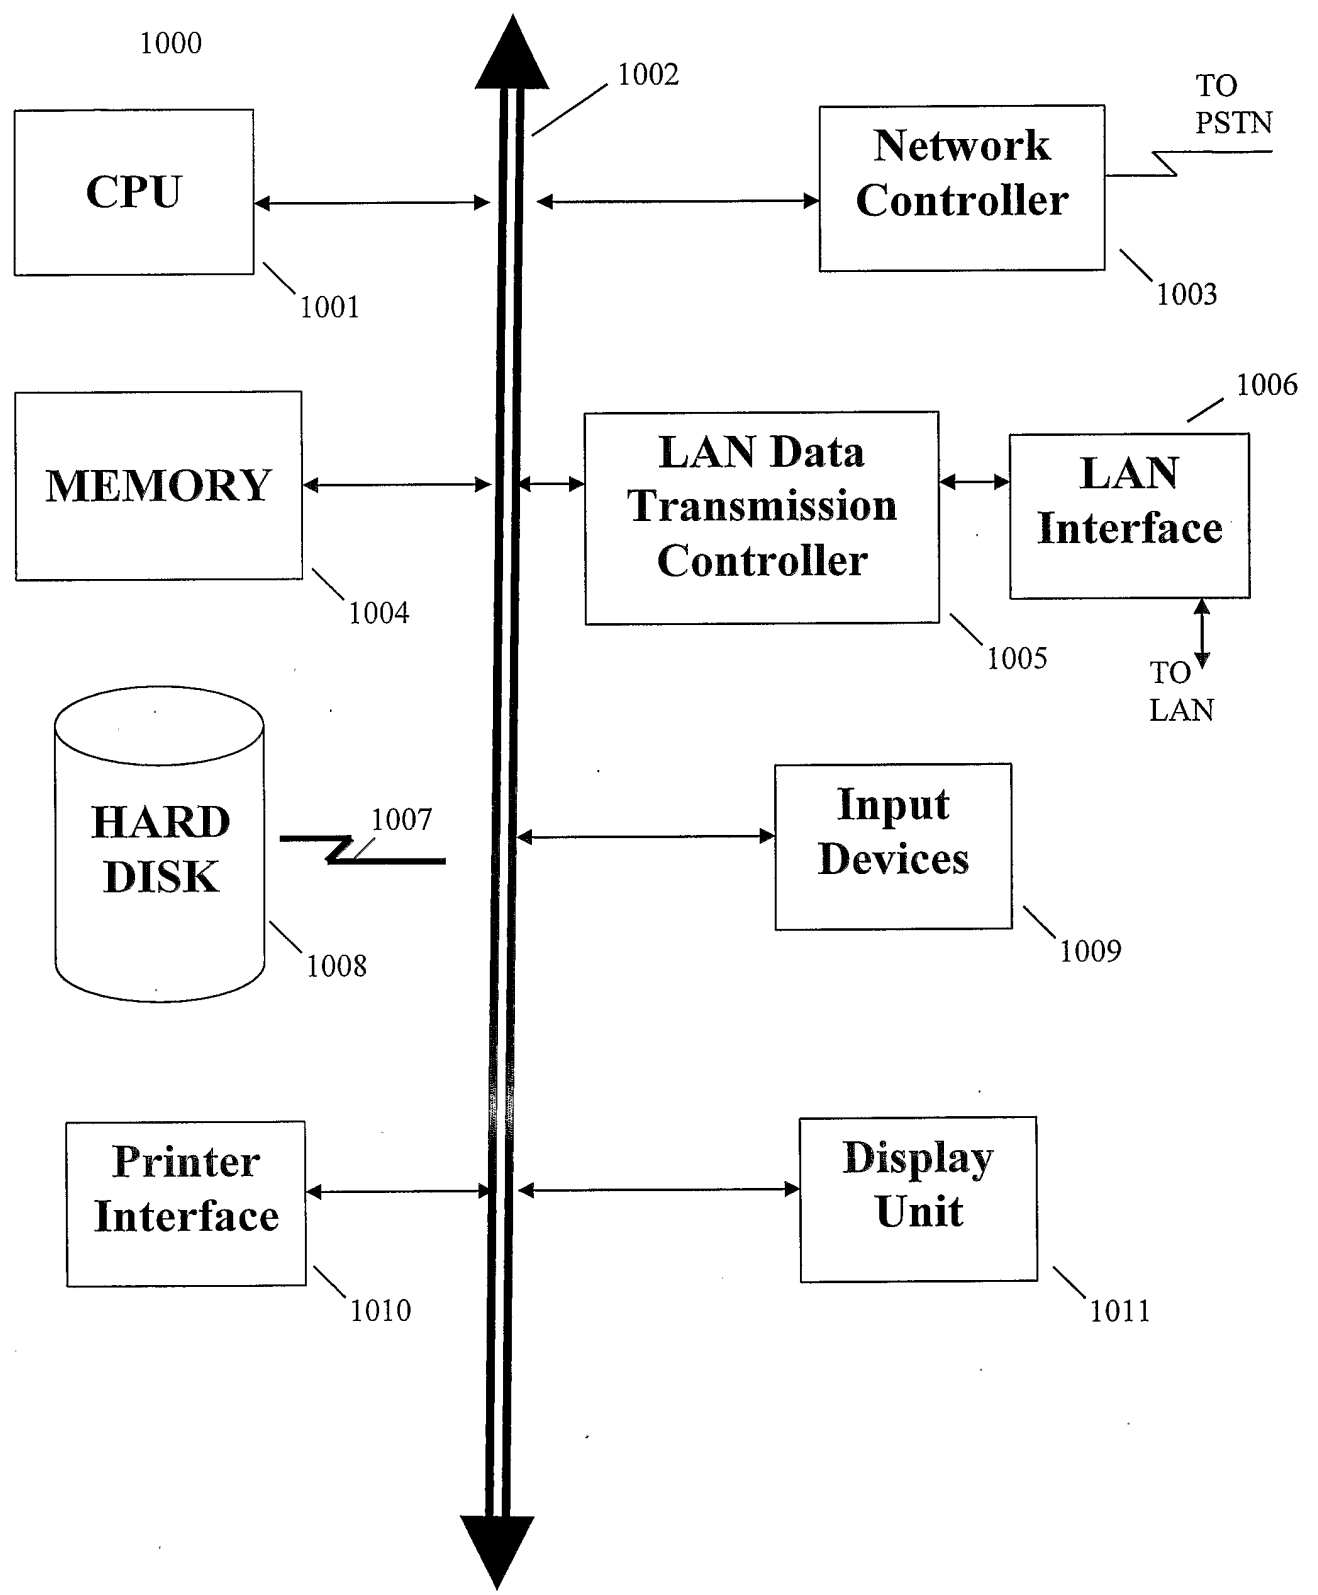 1000
1002
TO
PSTN
CPU
Network
Controller
1001
1003
1006
MEMORY
LAN Data
Transmission
Controller
LAN
Interface
1004
1005
TO
LAN
HARD
DISK
1007
Input
Devices
1008
1009
Printer
Interface
Display
Unit
1010
1011